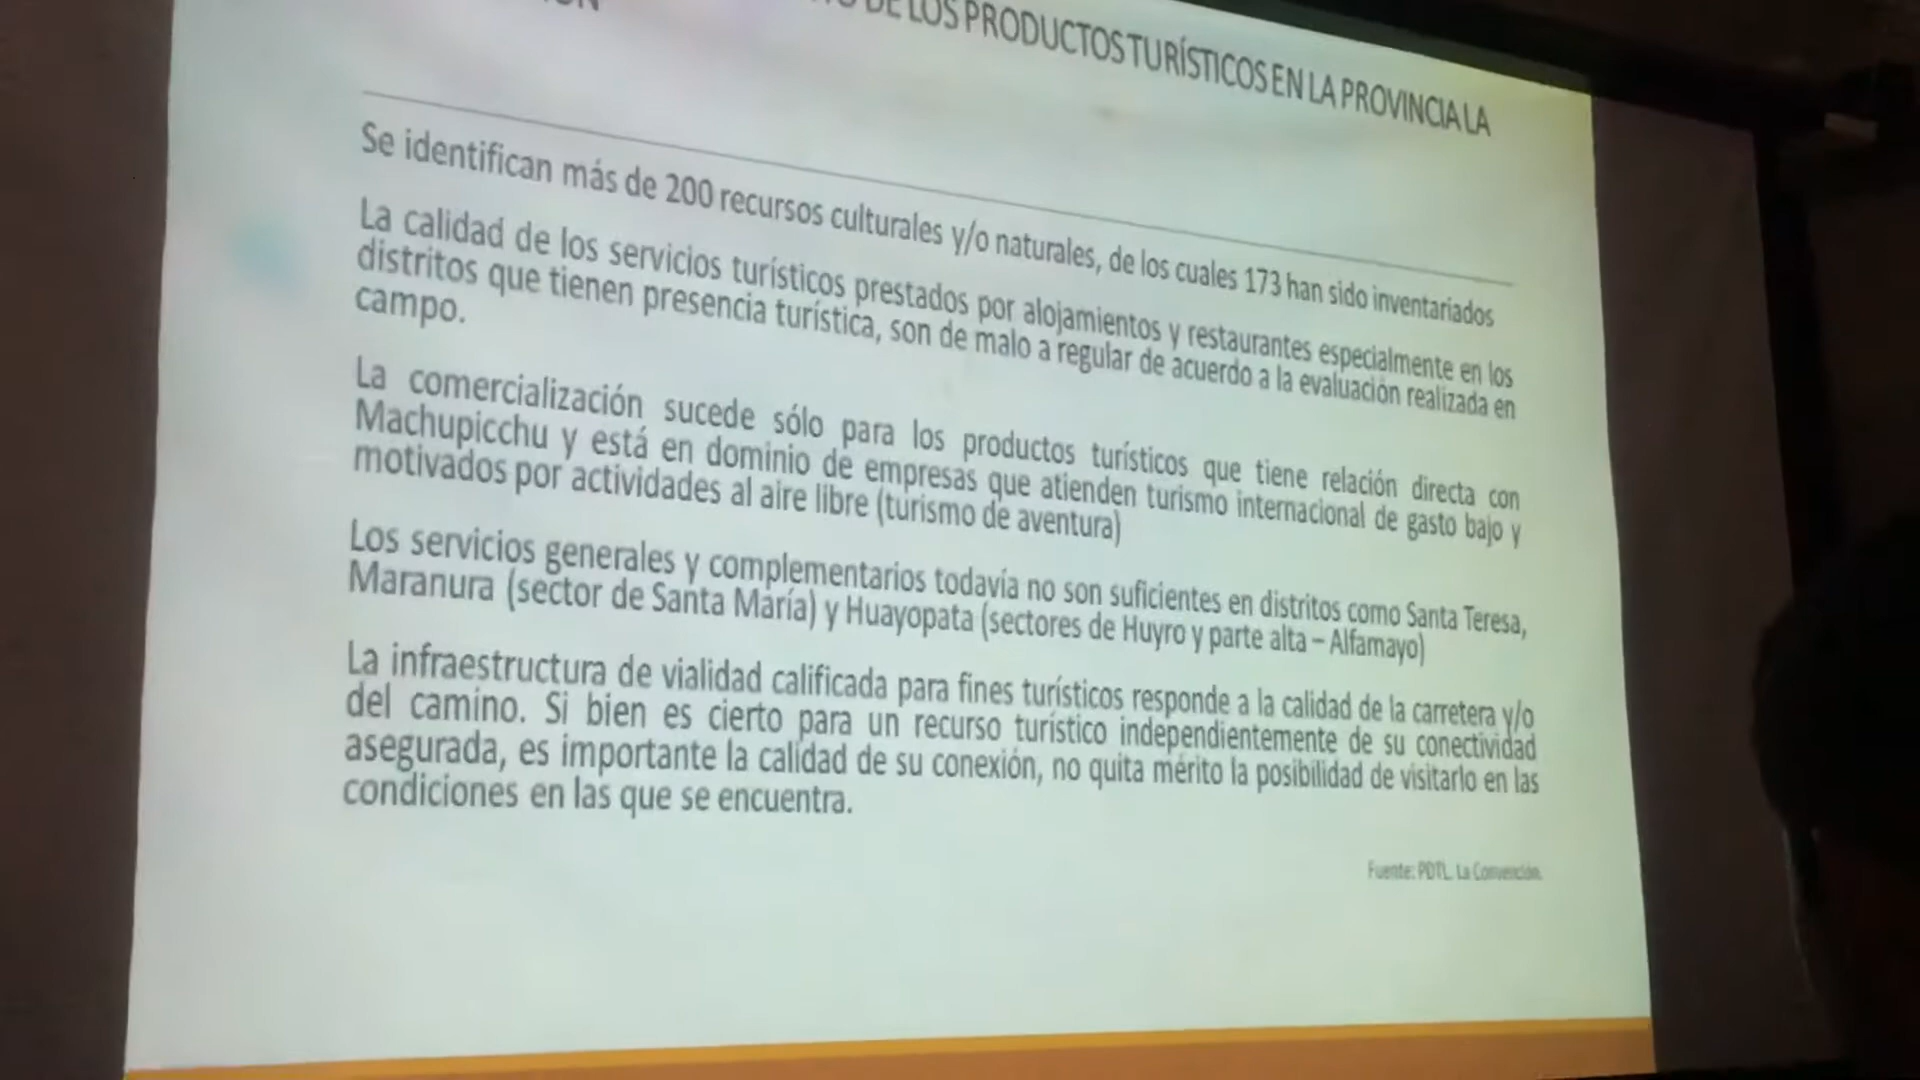 DE LOS PRODUCTOS TURÍSTICOS EN LA PROVINCIA LA
Se identifican más de 200 recursos culturales y/o naturales, de los cuales 173 han sido inventariados
La calidad de los servicios turísticos prestados por alojamientos y restaurantes especialmente en los
distritos que tienen presencia turística, son de malo a regular de acuerdo a la evaluación realizada en
campo.
La comercialización sucede sólo para los productos turísticos que tiene relación directa con
Machupicchu y está en dominio de empresas que atienden turismo internacional de gasto bajo y
motivados por actividades al aire libre (turismo de aventura)
Los servicios generales y complementarios todavía no son suficientes en distritos como Santa Teresa,
Maranura (sector de Santa María) y Huayopata (sectores de Huyro y parte alta – Alfamayo)
La infraestructura de vialidad calificada para fines turísticos responde a la calidad de la carretera y/o
del camino. Si bien es cierto para un recurso turístico independientemente de su conectividad
asegurada, es importante la calidad de su conexión, no quita mérito la posibilidad de visitarlo en las
condiciones en las que se encuentra.
Fuente: PDTL. La Convención.